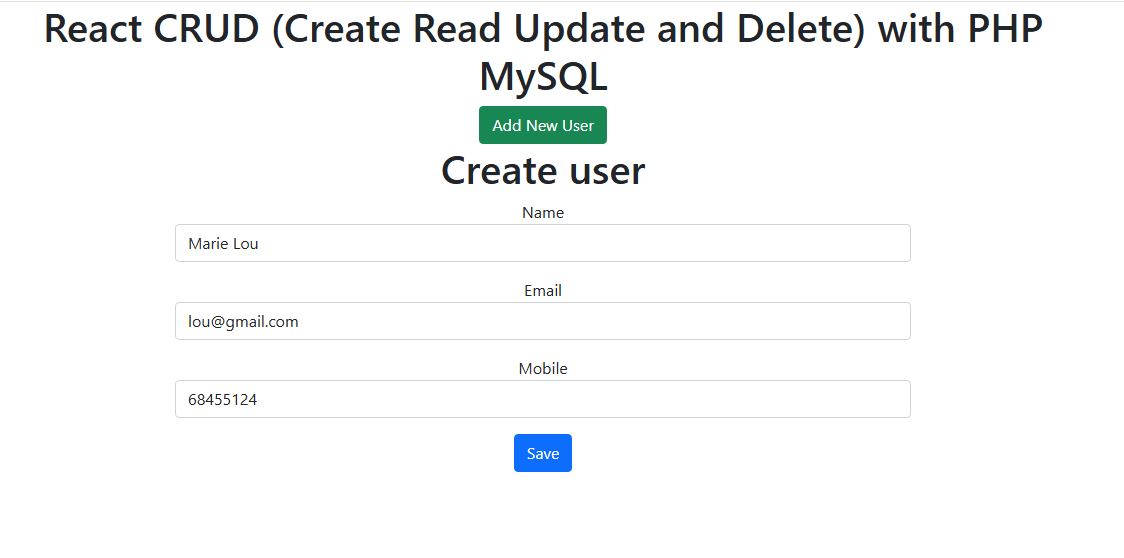 React CRUD (Create Read Update and Delete) with PHP
MySQL
Add New User
Create user
Name
Marie Lou
Email
lou@gmail.com
Mobile
68455124
Save